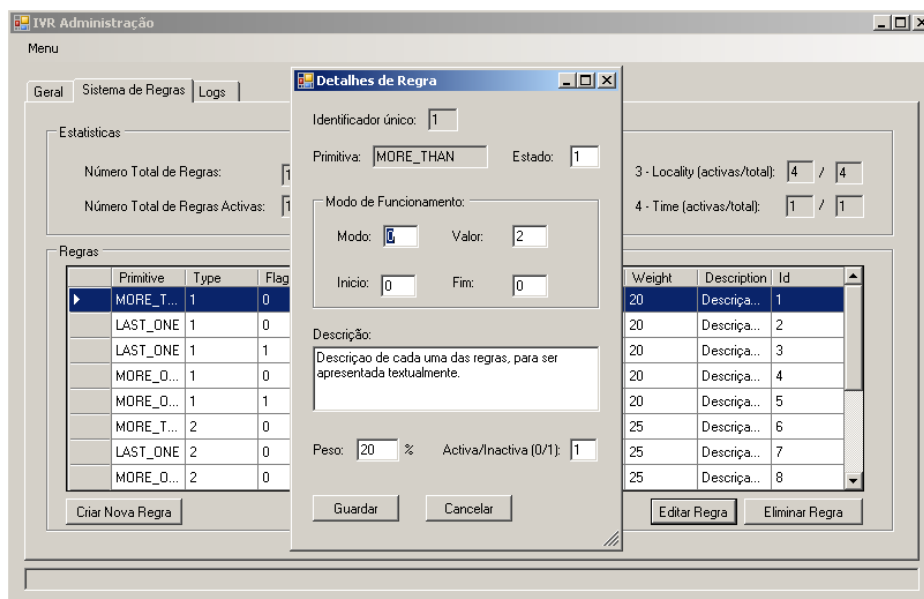 IVR Administração
Menu
Geral
Sistema de Regras
Logs
Estatisticas
Número Total de Regras:
Número Total de Regras Activas:
3 - Locality (activas/total): 4 / 4
4 - Time (activas/total): 1 / 1
Regras
Primitive Type Flag Weight Description Id
MORE_T... 1 0 20 Descriça... 1
LAST_ONE 1 0 20 Descriça... 2
LAST_ONE 1 1 20 Descriça... 3
MORE_O... 1 0 20 Descriça... 4
MORE_O... 1 1 20 Descriça... 5
MORE_T... 2 0 25 Descriça... 6
LAST_ONE 2 0 25 Descriça... 7
MORE_O... 2 0 25 Descriça... 8
Criar Nova Regra
Editar Regra
Eliminar Regra
Detalhes de Regra
Identificador único: 1
Primitiva: MORE_THAN Estado: 1
Modo de Funcionamento:
Modo: 0 Valor: 2
Inicio: 0 Fim: 0
Descrição:
Descriçao de cada uma das regras, para ser
apresentada textualmente.
Peso: 20 % Activa/Inactiva (0/1): 1
Guardar
Cancelar